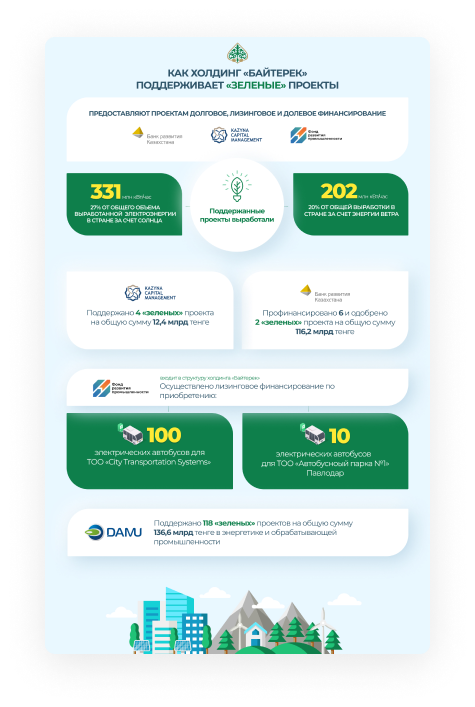 КАК ХОЛДИНГ «БАЙТЕРЕК»
ПОДДЕРЖИВАЕТ «ЗЕЛЕНЫЕ» ПРОЕКТЫ
ПРЕДОСТАВЛЯЮТ ПРОЕКТАМ ДОЛГОВОЕ, ЛИЗИНГОВОЕ И ДОЛЕВОЕ ФИНАНСИРОВАНИЕ
Банк развития
Казахстана
KAZYNA
CAPITAL
MANAGEMENT
Фонд
развития
промышленности
331 млн кВт/час
27% ОТ ОБЩЕГО ОБЪЕМА
ВЫРАБОТАННОЙ ЭЛЕКТРОЭНЕРГИИ
В СТРАНЕ ЗА СЧЕТ СОЛНЦА
Поддержанные
проекты выработали
202 млн кВт/час
20% ОТ ОБЩЕЙ ВЫРАБОТКИ В
СТРАНЕ ЗА СЧЕТ ЭНЕРГИИ ВЕТРА
KAZYNA
CAPITAL
MANAGEMENT
Поддержано 4 «зеленых» проекта
на общую сумму 12,4 млрд тенге
Банк развития
Казахстана
Профинансировано 6 и одобрено
2 «зеленых» проекта на общую сумму
116,2 млрд тенге
Фонд
развития
промышленности
входит в структуру холдинга «Байтерек»
Осуществлено лизинговое финансирование по
приобретению:
100
электрических автобусов для
ТОО «City Transportation Systems»
10
электрических автобусов
для ТОО «Автобусноый парка №1»
Павлодар
DAMU
Поддержано 118 «зеленых» проектов на общую сумму
136,6 млрд тенге в энергетике и обрабатывающей
промышленности